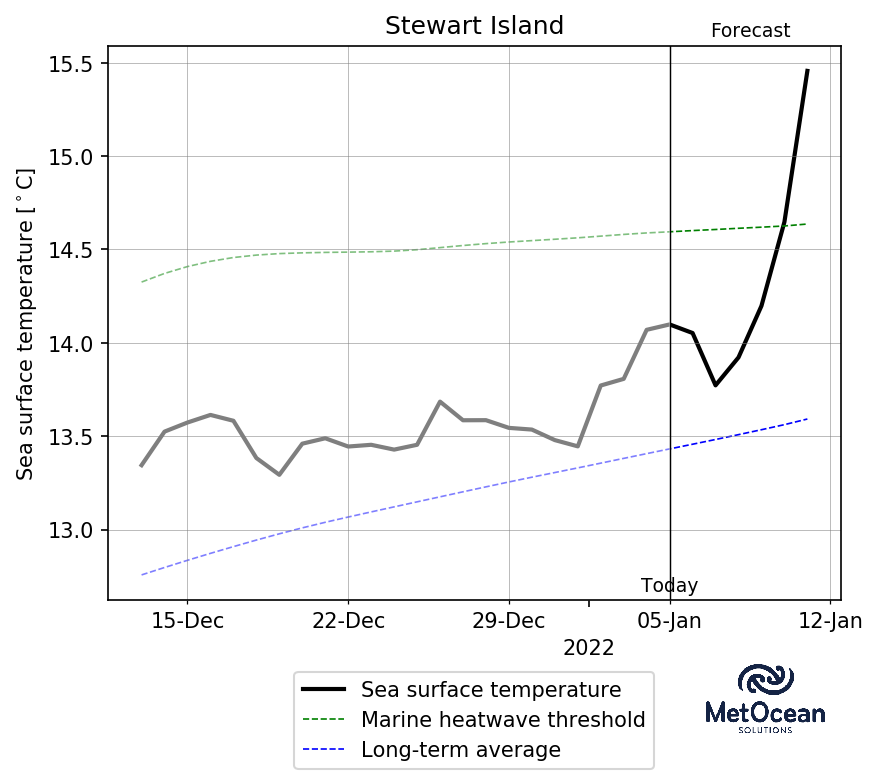 Stewart Island
Forecast
15.5
15.0
14.5
14.0
13.5
13.0
Sea surface temperature [°C]
Today
15-Dec
22-Dec
29-Dec
05-Jan
12-Jan
2022
Sea surface temperature
Marine heatwave threshold
Long-term average
MetOcean
SOLUTIONS